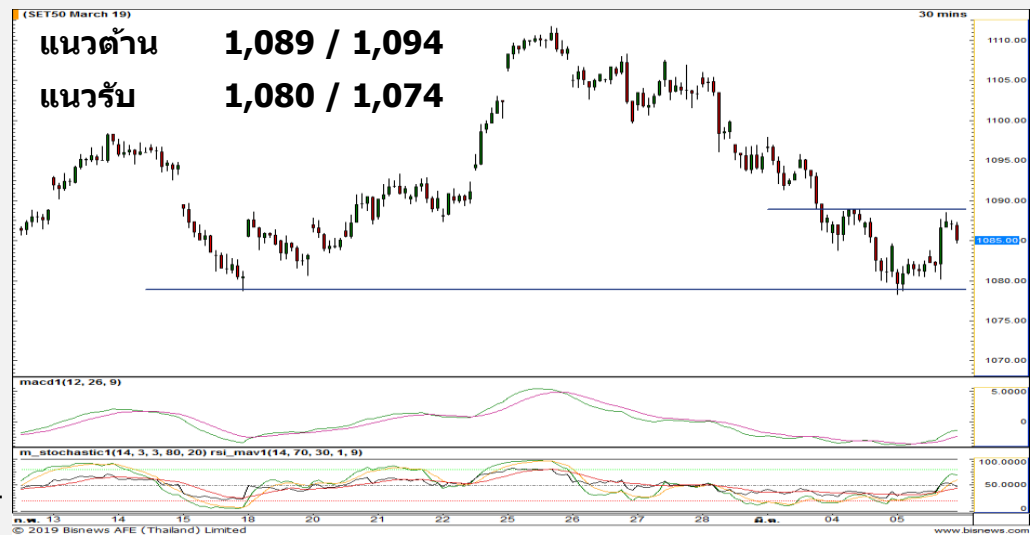 (SET50 March 19) 30 mins
แนวต้าน 1,089 / 1,094
แนวรับ 1,080 / 1,074
1110.00
1105.00
1100.00
1095.00
1090.00
1085.00
1080.00
1075.00
1070.00
macd1(12, 26, 9)
5.0000
0
m_stochastic1(14, 3, 3, 80, 20) rsi_mav1(14, 70, 30, 1, 9)
100.0000
50.0000
0
ก.พ. 13 14 15 18 20 21 22 25 26 27 28 มี.ค. 04 05
© 2019 Bisnews AFE (Thailand) Limited www.bisnews.com